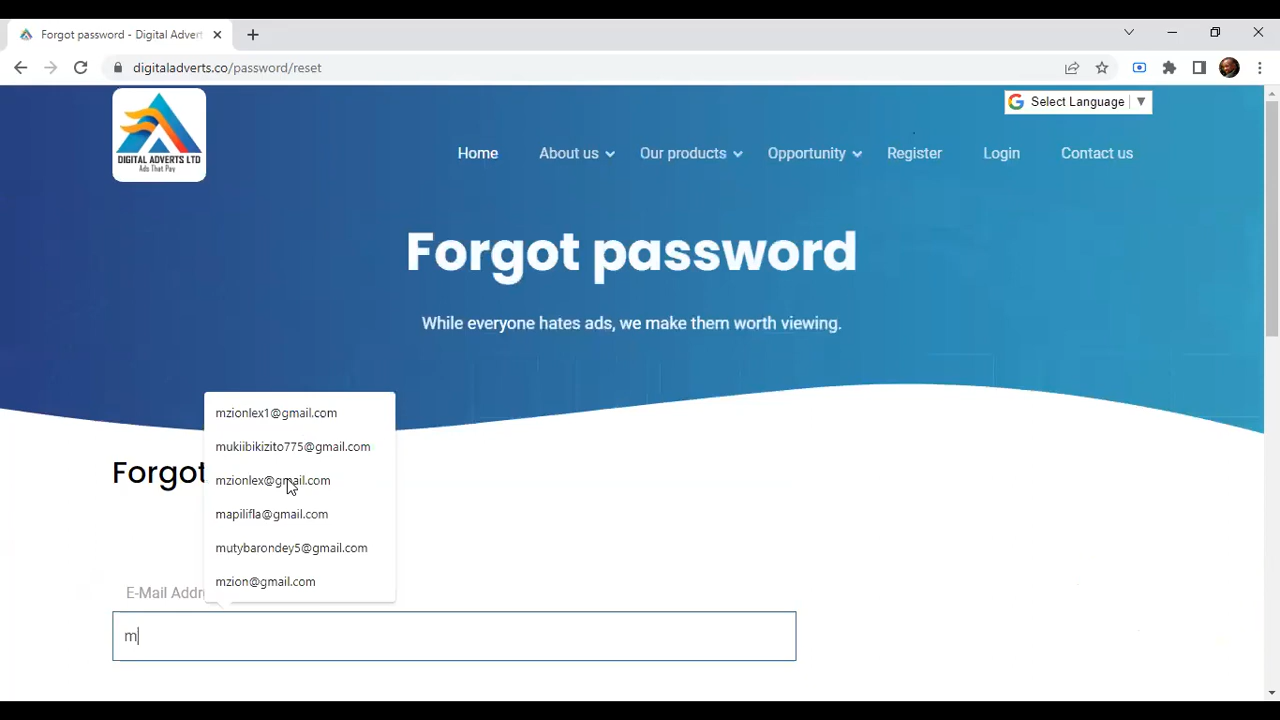 Forgot password - Digital Advert
digitaladverts.co/password/reset
Select Language
DIGITAL ADVERTS LTD
Ads That Pay
Home About us Our products Opportunity Register Login Contact us
Forgot password
While everyone hates ads, we make them worth viewing.
mzionlex1@gmail.com
mukiibikizito775@gmail.com
Forgot
mzionlex@gmail.com
mapilifla@gmail.com
mutybarondey5@gmail.com
mzion@gmail.com
E-Mail Addr
m